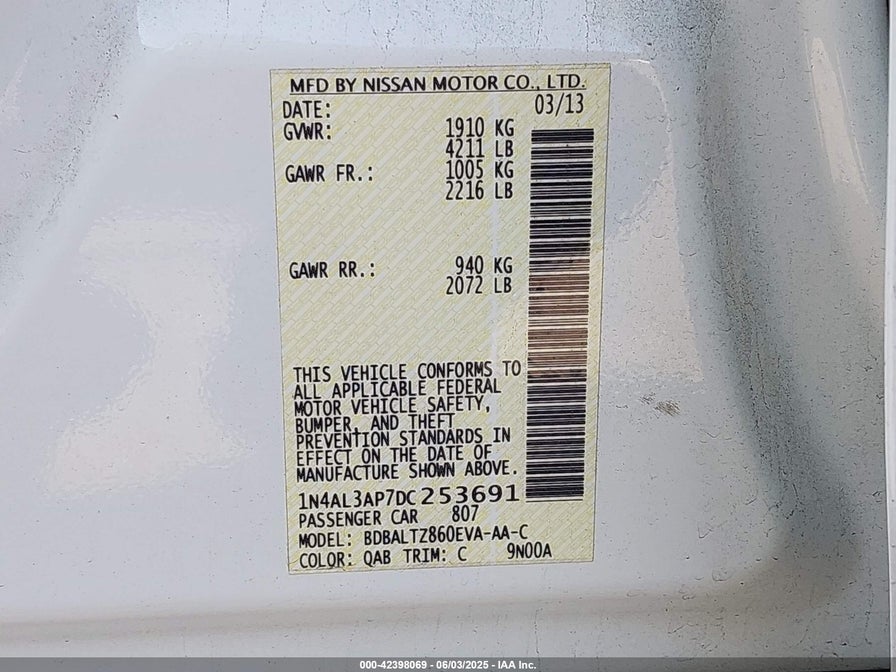 MFD BY NISSAN MOTOR CO., LTD.
DATE: 03/13
GVWR: 1910 KG
4211 LB
GAWR FR.: 1005 KG
2216 LB
GAWR RR.: 940 KG
2072 LB
THIS VEHICLE CONFORMS TO
ALL APPLICABLE FEDERAL
MOTOR VEHICLE SAFETY,
BUMPER, AND THEFT
PREVENTION STANDARDS IN
EFFECT ON THE DATE OF
MANUFACTURE SHOWN ABOVE.
1N4AL3AP7DC253691
PASSENGER CAR 807
MODEL: BDBALTZ860EVA-AA-C
COLOR: QAB TRIM: C 9N00A
000-42398069 - 06/03/2025 - IAA Inc.